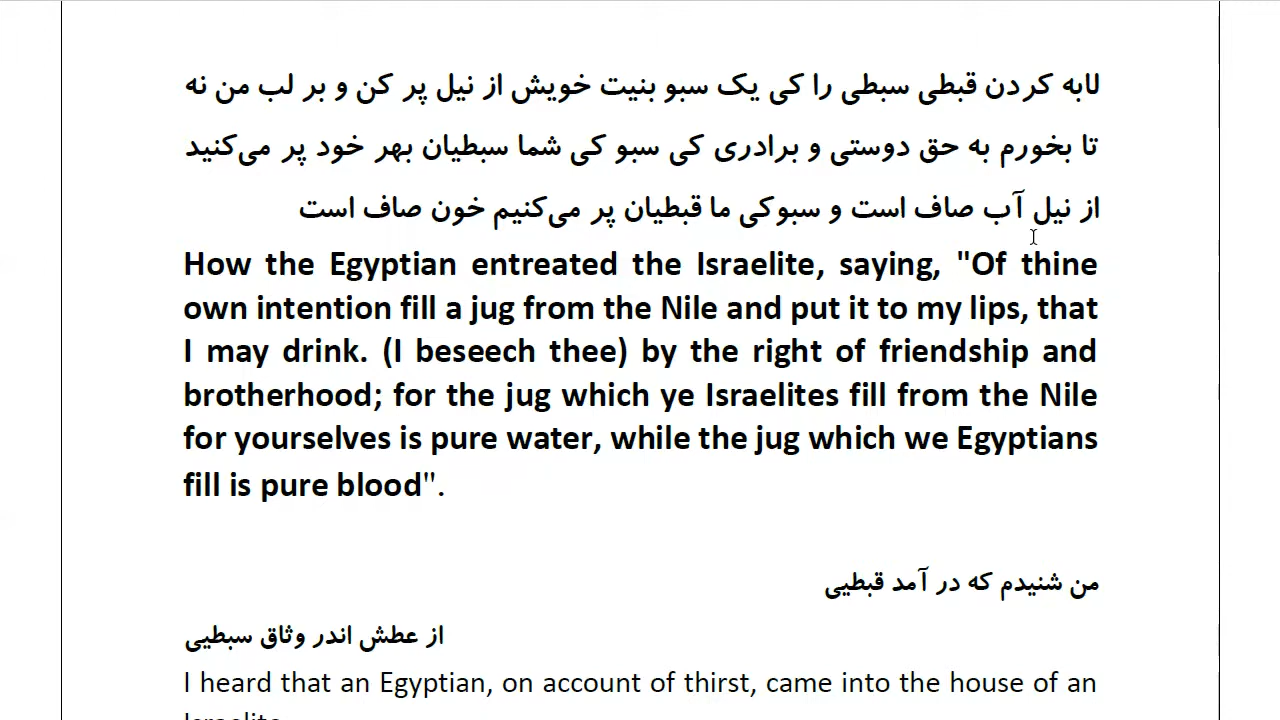 لابه کردن قبطی سبطی را کی یک سبو بنیت خویش از نیل پر کن و بر لب من نه
تا بخورم به حق دوستی و برادری کی سبو کی شما سبطیان بهر خود پر می‌کنید
از نیل آب صاف است و سبوکی ما قبطیان پر می‌کنیم خون صاف است
How the Egyptian entreated the Israelite, saying, "Of thine
own intention fill a jug from the Nile and put it to my lips, that
I may drink. (I beseech thee) by the right of friendship and
brotherhood; for the jug which ye Israelites fill from the Nile
for yourselves is pure water, while the jug which we Egyptians
fill is pure blood".
من شنیدم که در آمد قبطیی
از عطش اندر وثاق سبطیی
I heard that an Egyptian, on account of thirst, came into the house of an
Israelite